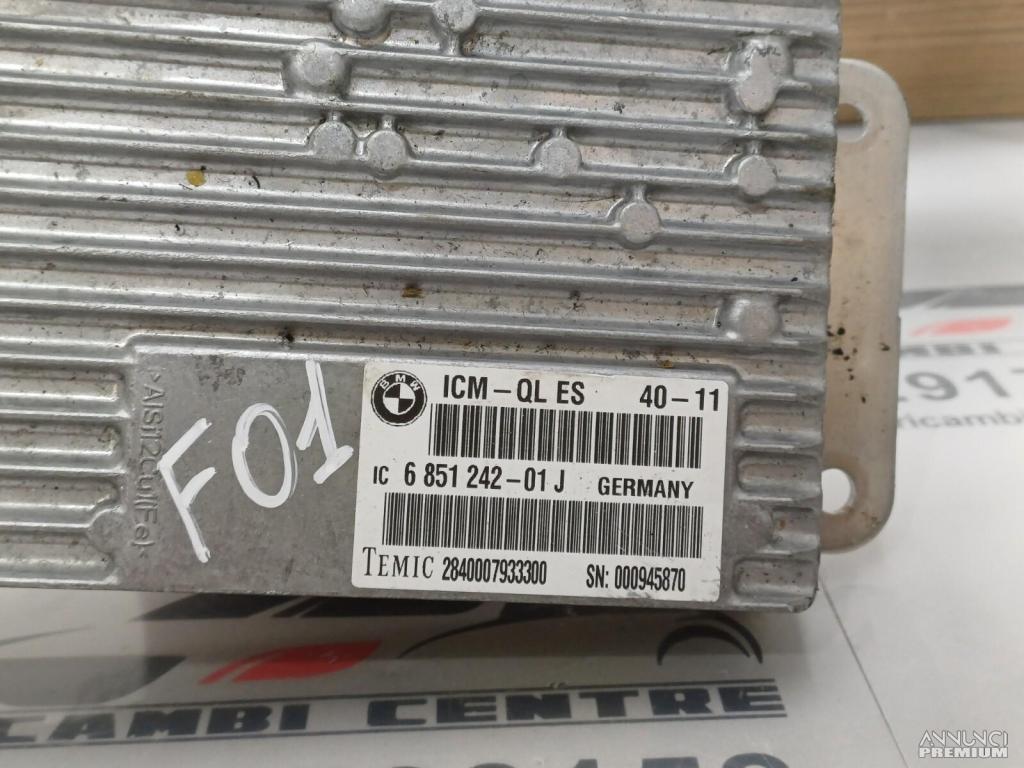 >AlSi12Cu(Fe)<
F01
BMW
ICM-QL ES 40-11
IC 6 851 242-01 J GERMANY
TEMIC 2840007933300 SN: 000945870
CAMBI CENTRE
ANNUNCI
PREMIUM